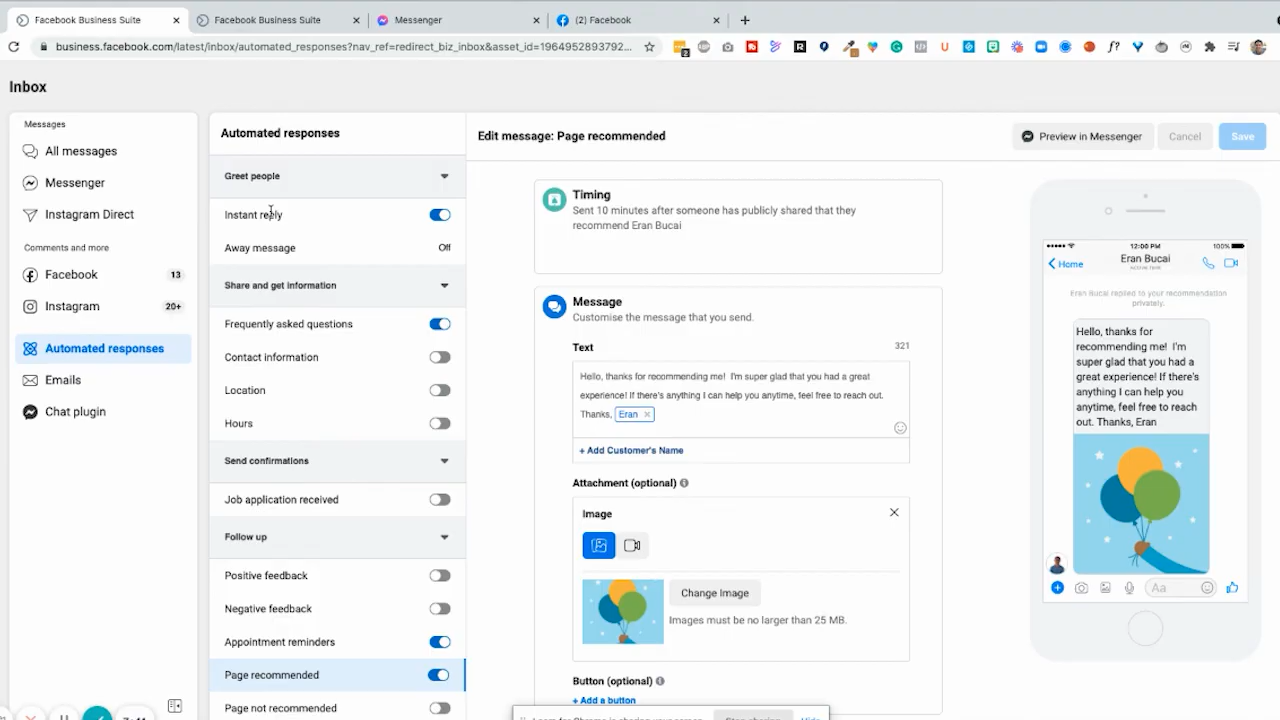 Facebook Business Suite
Facebook Business Suite
Messenger
(2) Facebook
business.facebook.com/latest/inbox/automated_responses?nav_ref=redirect_biz_inbox&asset_id=1964952893792...
Inbox
Messages
All messages
Messenger
Instagram Direct
Comments and more
Facebook 13
Instagram 20+
Automated responses
Emails
Chat plugin
Automated responses
Greet people
Instant reply
Away message Off
Share and get information
Frequently asked questions
Contact information
Location
Hours
Send confirmations
Job application received
Follow up
Positive feedback
Negative feedback
Appointment reminders
Page recommended
Page not recommended
Edit message: Page recommended
Preview in Messenger
Cancel
Save
Timing
Sent 10 minutes after someone has publicly shared that they
recommend Eran Bucai
Message
Customise the message that you send.
Text 321
Hello, thanks for recommending me! I'm super glad that you had a great
experience! If there's anything I can help you anytime, feel free to reach out.
Thanks, Eran ×
+ Add Customer's Name
Attachment (optional)
Image
Change Image
Images must be no larger than 25 MB.
Button (optional)
+ Add a button
12:00 PM 100%
Home
Eran Bucai
Eran Bucai replied to your recommendation
privately.
Hello, thanks for
recommending me! I'm
super glad that you had a
great experience! If there's
anything I can help you
anytime, feel free to reach
out. Thanks, Eran
Aa